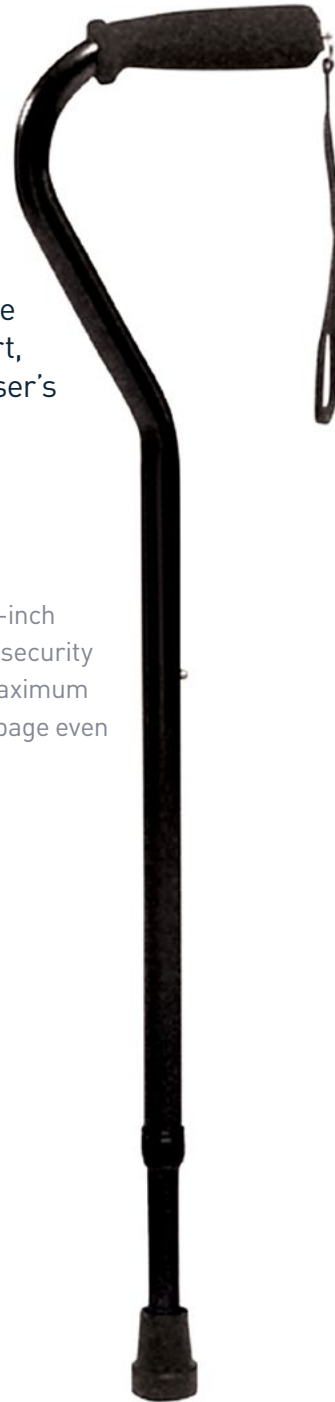 e
rt,
ser’s
-inch
security
aximum
page even